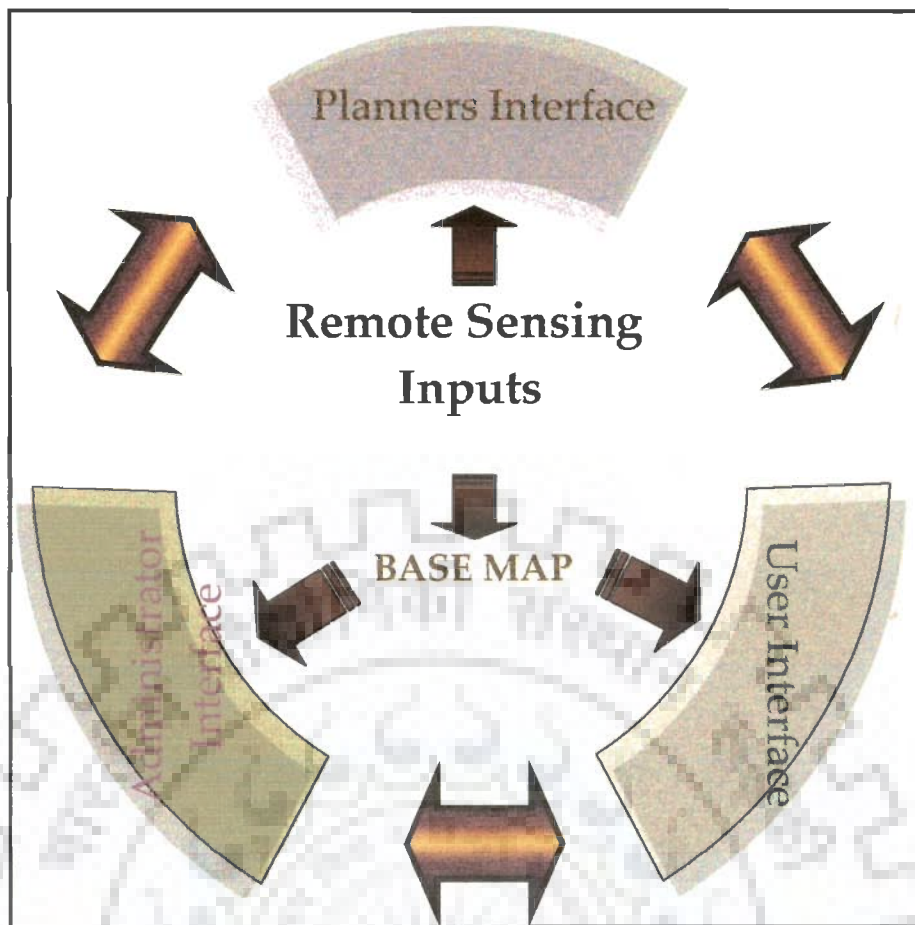 Planners Interface
Remote Sensing
Inputs
BASE MAP
Administrator
Interface
User Interface